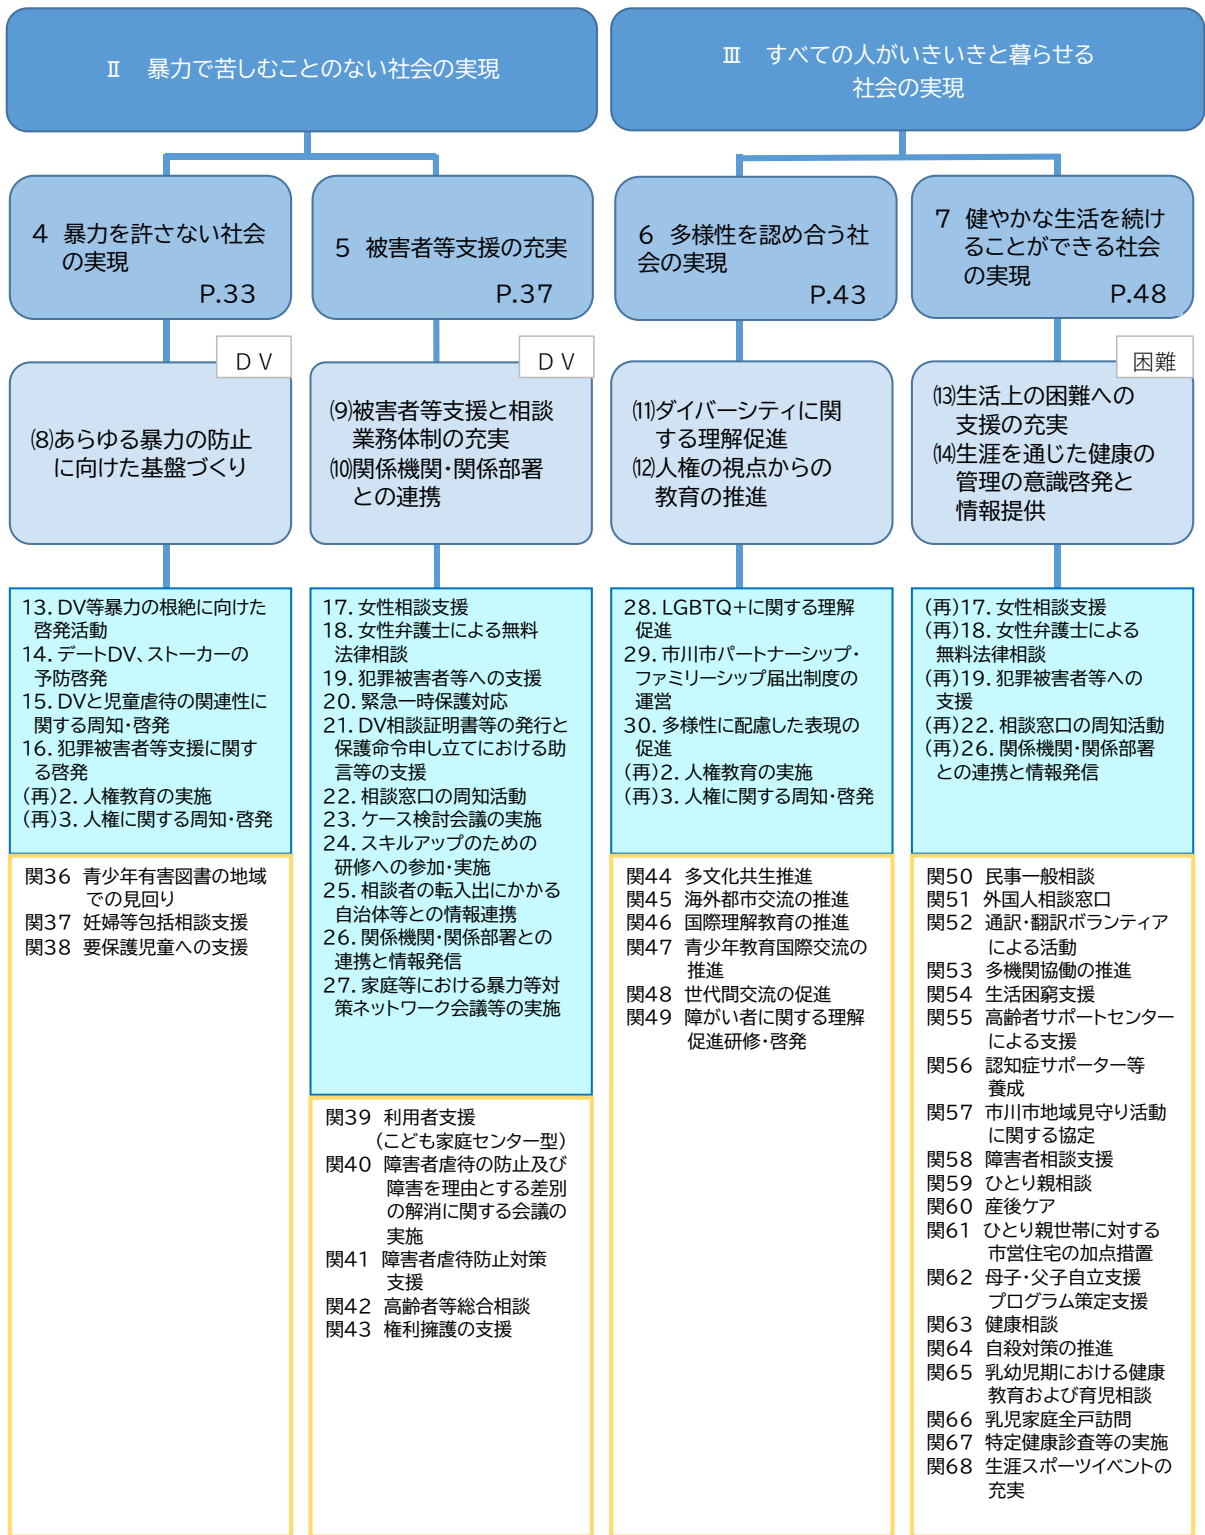 Ⅱ　暴力で苦しむことのない社会の実現
Ⅲ　すべての人がいきいきと暮らせる
社会の実現
4 暴力を許さない社会
の実現
P.33
5 被害者等支援の充実
P.37
6 多様性を認め合う社
会の実現
P.43
7 健やかな生活を続け
ることができる社会
の実現
P.48
ＤＶ
⑻あらゆる暴力の防止
に向けた基盤づくり
ＤＶ
⑼被害者等支援と相談
業務体制の充実
⑽関係機関・関係部署
との連携
⑾ダイバーシティに関
する理解促進
⑿人権の視点からの
教育の推進
困難
⒀生活上の困難への
支援の充実
⒁生涯を通じた健康の
管理の意識啓発と
情報提供
13．DV等暴力の根絶に向けた
啓発活動
14．デートDV、ストーカーの
予防啓発
15．DVと児童虐待の関連性に
関する周知・啓発
16．犯罪被害者等支援に関す
る啓発
(再)2．人権教育の実施
(再)3．人権に関する周知・啓発
関36 青少年有害図書の地域
での見回り
関37 妊婦等包括相談支援
関38 要保護児童への支援
17．女性相談支援
18．女性弁護士による無料
法律相談
19．犯罪被害者等への支援
20．緊急一時保護対応
21．DV相談証明書等の発行と
保護命令申し立てにおける助
言等の支援
22．相談窓口の周知活動
23．ケース検討会議の実施
24．スキルアップのための
研修への参加・実施
25．相談者の転入出にかかる
自治体等との情報連携
26．関係機関・関係部署との
連携と情報発信
27．家庭等における暴力等対
策ネットワーク会議等の実施
関39 利用者支援
（こども家庭センター型）
関40 障害者虐待の防止及び
障害を理由とする差別
の解消に関する会議の
実施
関41 障害者虐待防止対策
支援
関42 高齢者等総合相談
関43 権利擁護の支援
28．LGBTQ+に関する理解
促進
29．市川市パートナーシップ・
ファミリーシップ届出制度の
運営
30．多様性に配慮した表現の
促進
(再)2．人権教育の実施
(再)3．人権に関する周知・啓発
関44 多文化共生推進
関45 海外都市交流の推進
関46 国際理解教育の推進
関47 青少年教育国際交流の
推進
関48 世代間交流の促進
関49 障がい者に関する理解
促進研修・啓発
(再)17．女性相談支援
(再)18．女性弁護士による
無料法律相談
(再)19．犯罪被害者等への
支援
(再)22．相談窓口の周知活動
(再)26．関係機関・関係部署
との連携と情報発信
関50 民事一般相談
関51 外国人相談窓口
関52 通訳・翻訳ボランティア
による活動
関53 多機関協働の推進
関54 生活困窮支援
関55 高齢者サポートセンター
による支援
関56 認知症サポーター等
養成
関57 市川市地域見守り活動
に関する協定
関58 障害者相談支援
関59 ひとり親相談
関60 産後ケア
関61 ひとり親世帯に対する
市営住宅の加点措置
関62 母子・父子自立支援
プログラム策定支援
関63 健康相談
関64 自殺対策の推進
関65 乳幼児期における健康
教育および育児相談
関66 乳児家庭全戸訪問
関67 特定健康診査等の実施
関68 生涯スポーツイベントの
充実